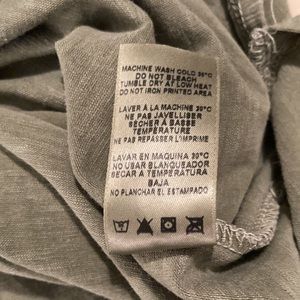 MACHINE WASH COLD 30°C
DO NOT BLEACH
TUMBLE DRY AT LOW HEAT
DO NOT IRON PRINTED AREA
LAVER À LA MACHINE 30°C
NE PAS JAVELLISER
SÉCHER À BASSE
TEMPÉRATURE
NE PAS REPASSER L'IMPRIME
LAVAR EN MAQUINA 30°C
NO USAR BLANQUEADOR
SECAR A TEMPERATURA
BAJA
NO PLANCHAR EL ESTAMPADO